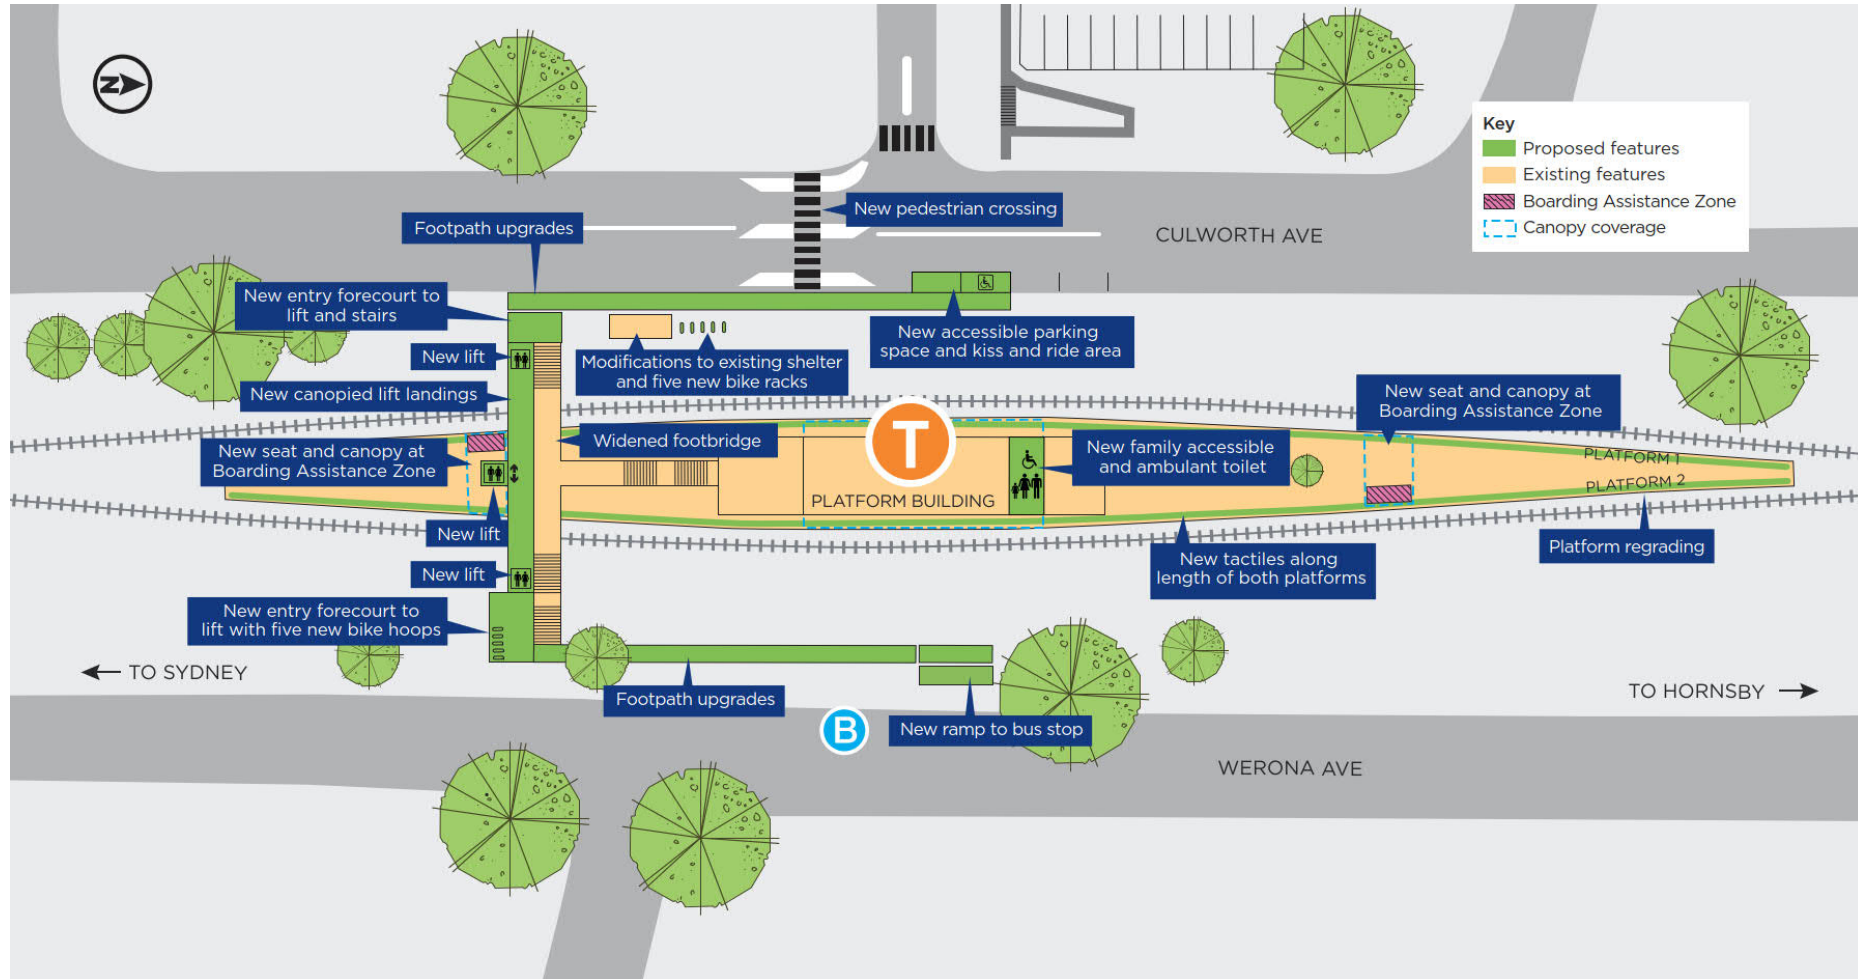 N
Key
Proposed features
Existing features
Boarding Assistance Zone
Canopy coverage
New pedestrian crossing
Footpath upgrades
CULWORTH AVE
New entry forecourt to
lift and stairs
New accessible parking
space and kiss and ride area
New lift
Modifications to existing shelter
and five new bike racks
New canopied lift landings
New seat and canopy at
Boarding Assistance Zone
Widened footbridge
T
New seat and canopy at
Boarding Assistance Zone
New family accessible
and ambulant toilet
PLATFORM 1
PLATFORM 2
PLATFORM BUILDING
New lift
Platform regrading
New tactiles along
length of both platforms
New lift
New entry forecourt to
lift with five new bike hoops
TO SYDNEY
TO HORNSBY
Footpath upgrades
B
New ramp to bus stop
WERONA AVE